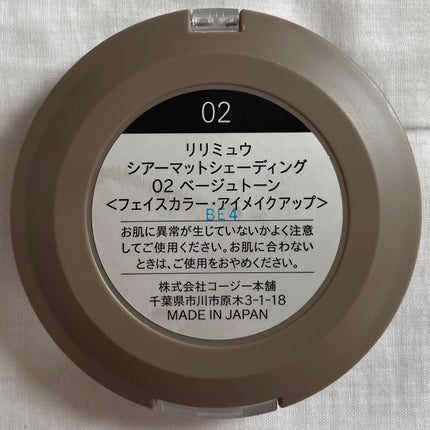 02
リリミュウ
シアーマットシェーディング
02 ベージュトーン
<フェイスカラー・アイメイクアップ>
BE4
お肌に異常が生じていないかよく注意
してご使用ください。お肌に合わない
ときは、ご使用をおやめください。
株式会社コージー本舗
千葉県市川市原木3-1-18
MADE IN JAPAN